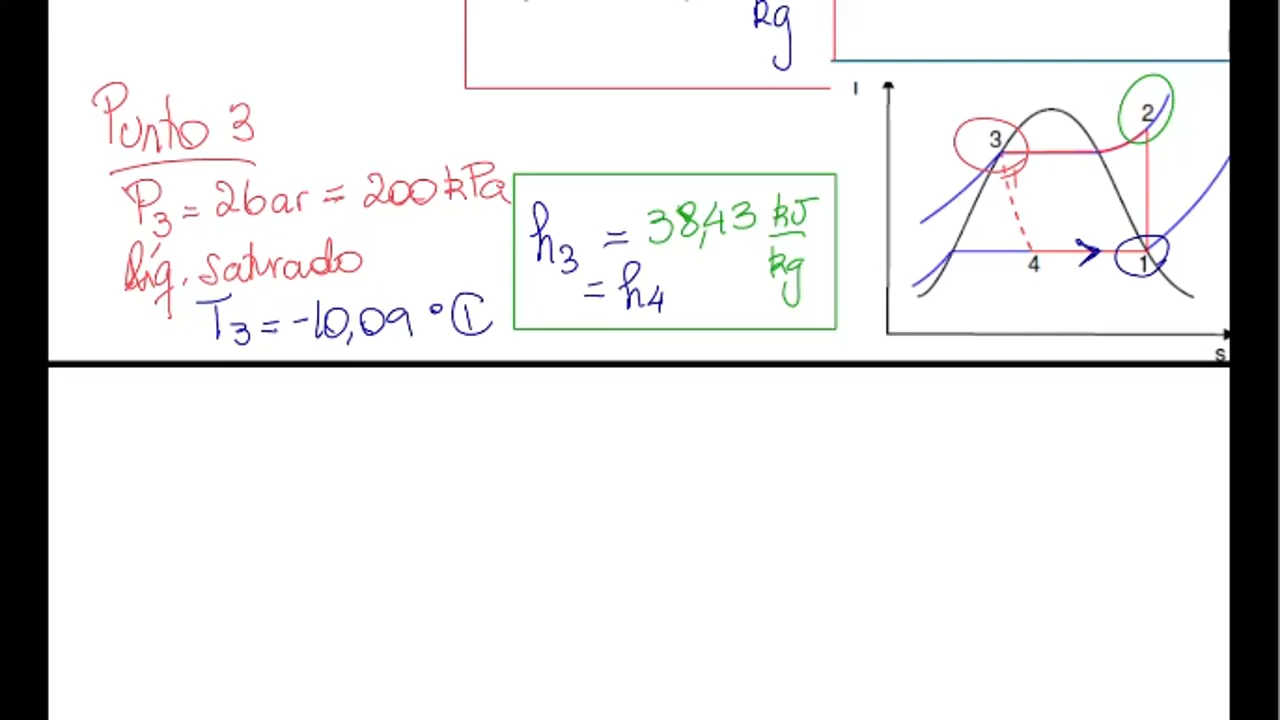 kg
Punto 3
P3 = 2bar = 200kPa
Líq. saturado
T3 = -10,09 °C
h3 = 38,43 kJ/kg
= h4
3
2
4
1
s